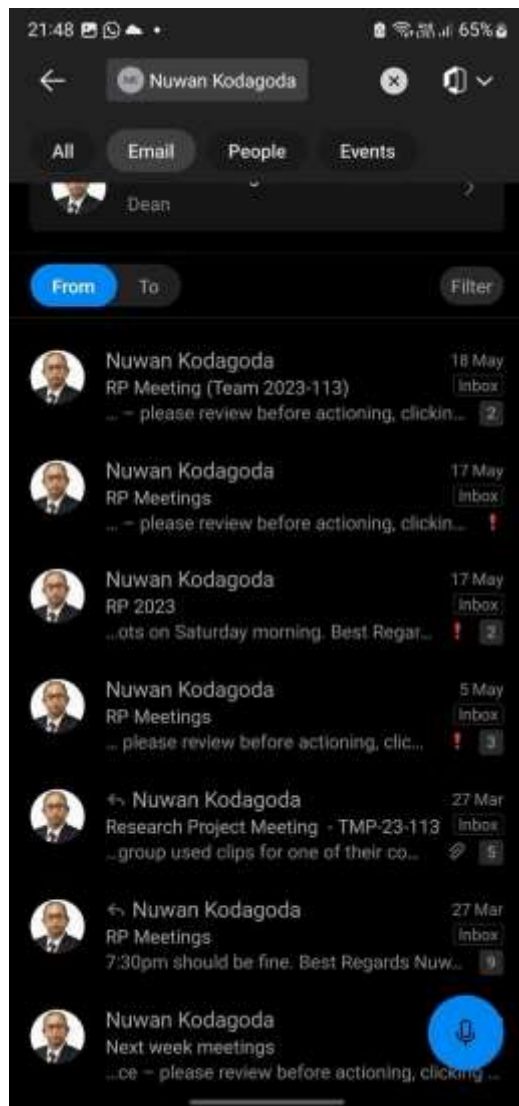 21:48 65%
NK Nuwan Kodagoda
All Email People Events
Dean
From To Filter
Nuwan Kodagoda 18 May
RP Meeting (Team 2023-113) Inbox
... – please review before actioning, clickin... 2
Nuwan Kodagoda 17 May
RP Meetings Inbox
... – please review before actioning, clickin... !
Nuwan Kodagoda 17 May
RP 2023 Inbox
...ots on Saturday morning. Best Regar... ! 2
Nuwan Kodagoda 5 May
RP Meetings Inbox
... please review before actioning, clic... ! 3
Nuwan Kodagoda 27 Mar
Research Project Meeting - TMP-23-113 Inbox
...group used clips for one of their co... 5
Nuwan Kodagoda 27 Mar
RP Meetings Inbox
7:30pm should be fine. Best Regards Nuw... 9
Nuwan Kodagoda
Next week meetings
...ce – please review before actioning, clicking ...